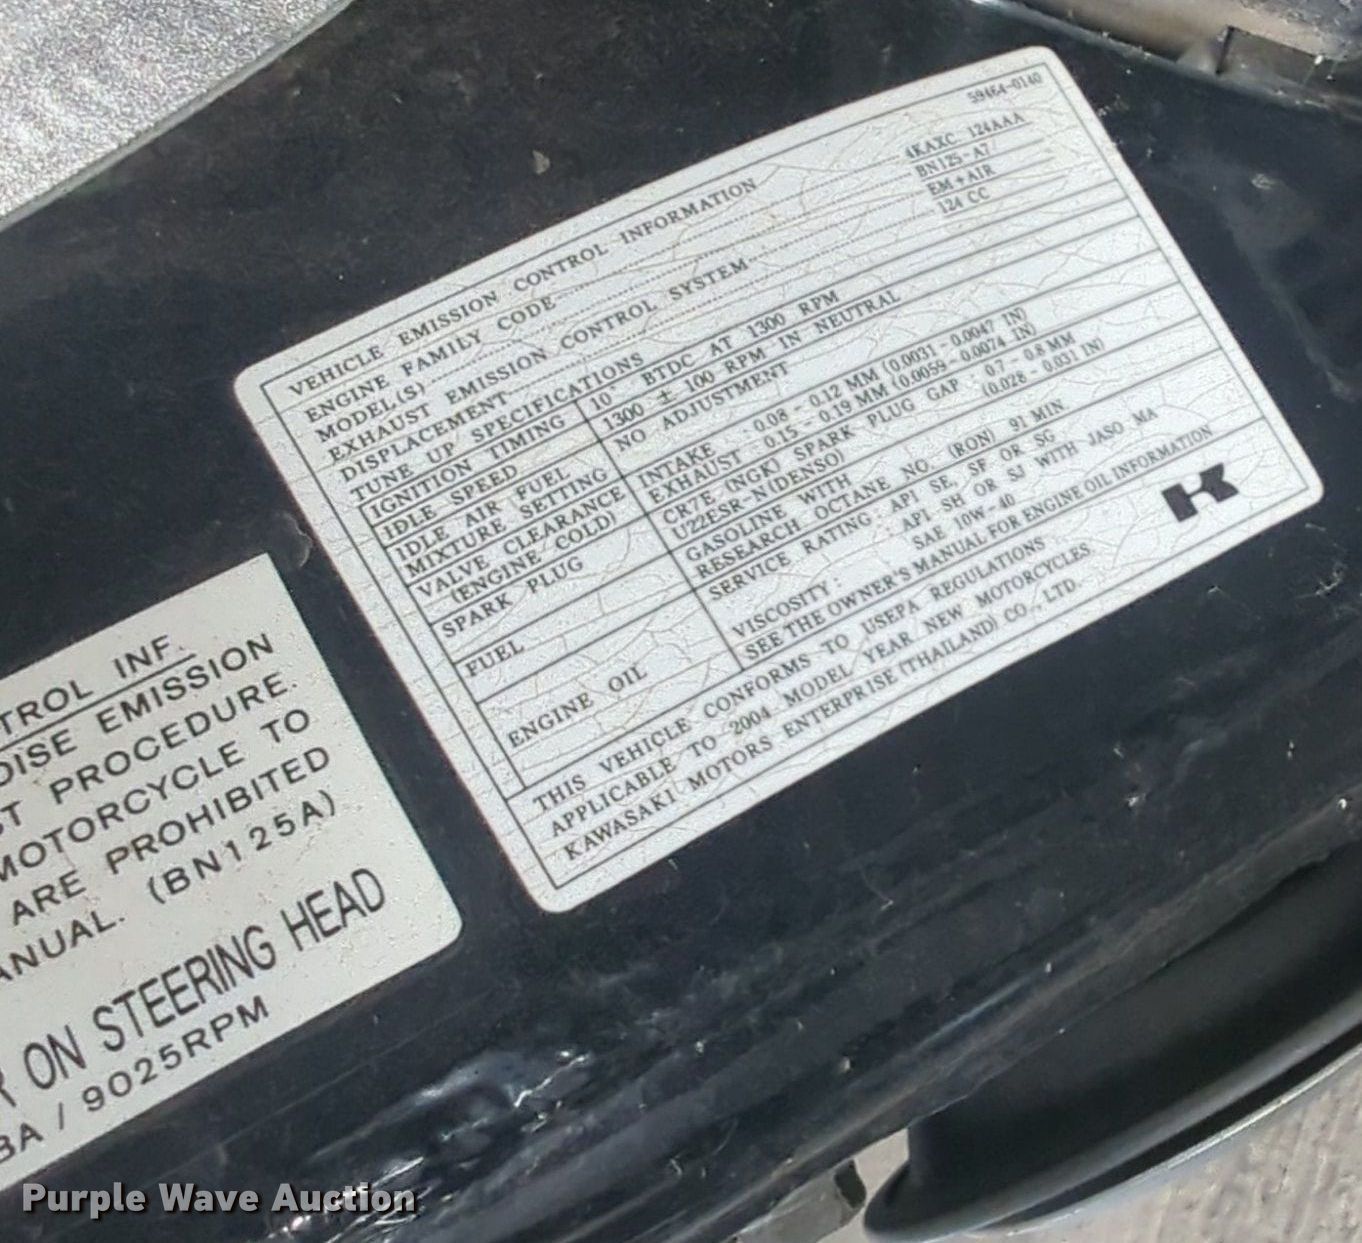 59464-0140
VEHICLE EMISSION CONTROL INFORMATION
ENGINE FAMILY CODE 4KAXC 124AAA
MODEL(S) BN125-A7
EXHAUST EMISSION CONTROL SYSTEM EM+AIR
DISPLACEMENT 124 CC
TUNE UP SPECIFICATIONS
IGNITION TIMING 10° BTDC AT 1300 RPM
IDLE SPEED 1300 ± 100 RPM IN NEUTRAL
IDLE AIR FUEL
MIXTURE SETTING NO ADJUSTMENT
VALVE CLEARANCE INTAKE : 0.08 - 0.12 MM (0.0031 - 0.0047 IN)
(ENGINE COLD) EXHAUST : 0.15 - 0.19 MM (0.0059 - 0.0074 IN)
SPARK PLUG CR7E (NGK) SPARK PLUG GAP : 0.7 - 0.8 MM
U22ESR-N(DENSO) (0.028 - 0.031 IN)
FUEL GASOLINE WITH
RESEARCH OCTANE NO. (RON) 91 MIN.
ENGINE OIL SERVICE RATING : API SE, SF OR SG
API SH OR SJ WITH JASO MA
VISCOSITY : SAE 10W-40
SEE THE OWNER'S MANUAL FOR ENGINE OIL INFORMATION
THIS VEHICLE CONFORMS TO USEPA REGULATIONS
APPLICABLE TO 2004 MODEL YEAR NEW MOTORCYCLES.
KAWASAKI MOTORS ENTERPRISE (THAILAND) CO., LTD.
TROL INF.
OISE EMISSION
ST PROCEDURE.
MOTORCYCLE TO
ARE PROHIBITED
ANUAL. (BN125A)
R ON STEERING HEAD
BA / 9025RPM
Purple Wave Auction